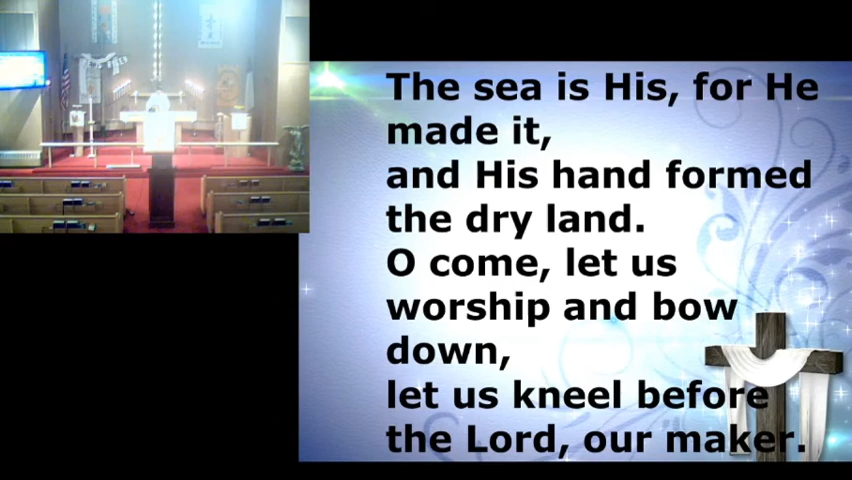 The sea is His, for He
made it,
and His hand formed
the dry land.
O come, let us
worship and bow
down,
let us kneel before
the Lord, our maker.